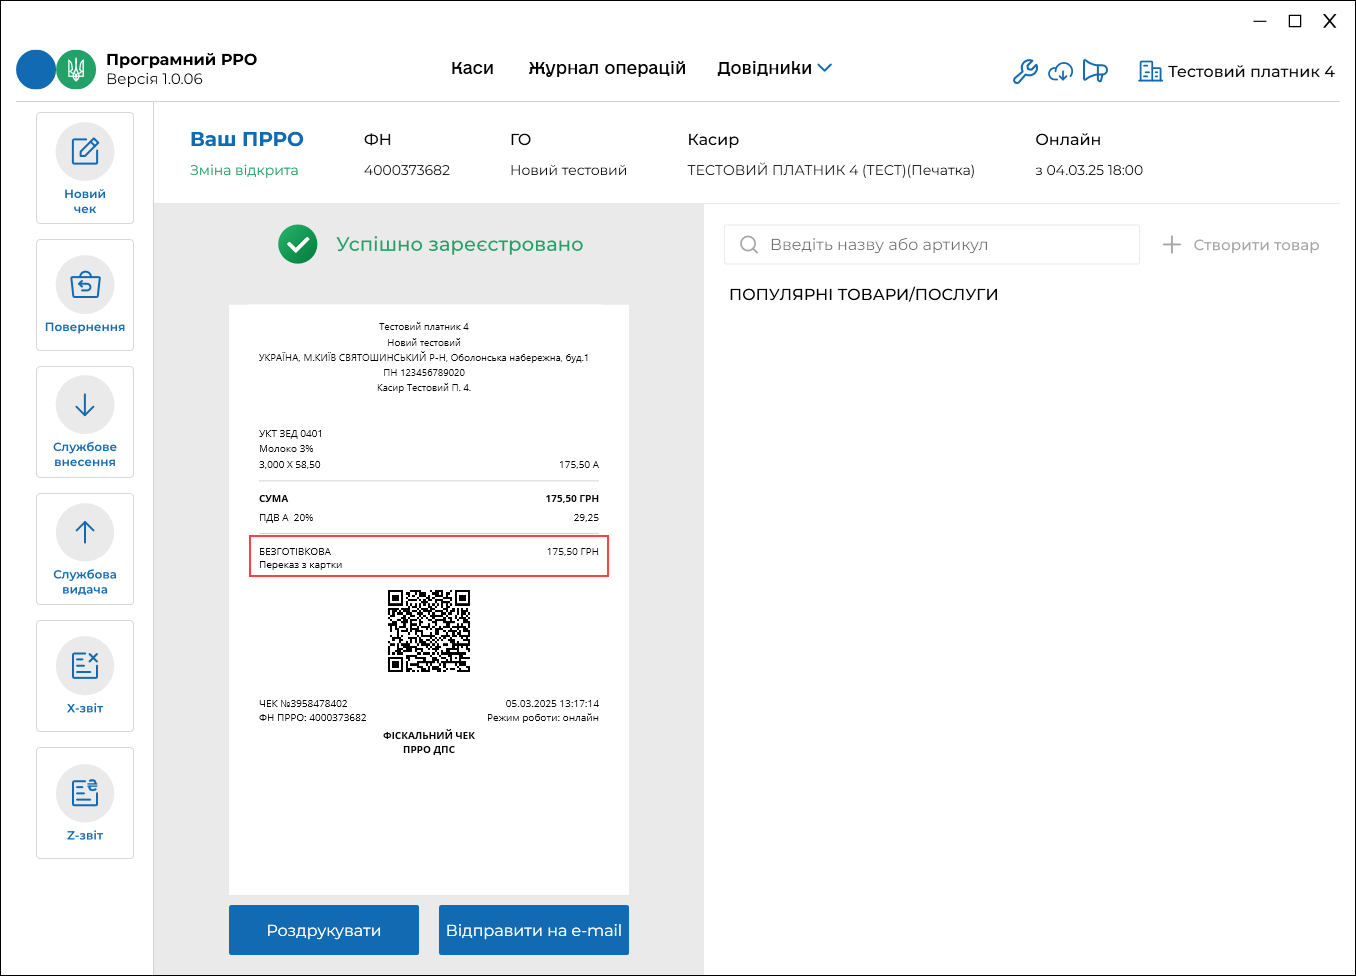 Програмний РРО
Версія 1.0.06
Каси
Журнал операцій
Довідники
Тестовий платник 4
Новий
чек
Повернення
Службове
внесення
Службова
видача
X-звіт
Z-звіт
Ваш ПРРО
Зміна відкрита
ФН
4000373682
ГО
Новий тестовий
Касир
ТЕСТОВИЙ ПЛАТНИК 4 (ТЕСТ)(Печатка)
Онлайн
з 04.03.25 18:00
Успішно зареєстровано
Тестовий платник 4
Новий тестовий
УКРАЇНА, М.КИЇВ СВЯТОШИНСЬКИЙ Р-Н, Оболонська набережна, буд.1
ПН 123456789020
Касир Тестовий П. 4.
УКТ ЗЕД 0401
Молоко 3%
3,000 X 58,50 175,50 А
СУМА 175,50 ГРН
ПДВ А 20% 29,25
БЕЗГОТІВКОВА 175,50 ГРН
Переказ з картки
ЧЕК №3958478402 05.03.2025 13:17:14
ФН ПРРО: 4000373682 Режим роботи: онлайн
ФІСКАЛЬНИЙ ЧЕК
ПРРО ДПС
Роздрукувати
Відправити на e-mail
Введіть назву або артикул
Створити товар
ПОПУЛЯРНІ ТОВАРИ/ПОСЛУГИ